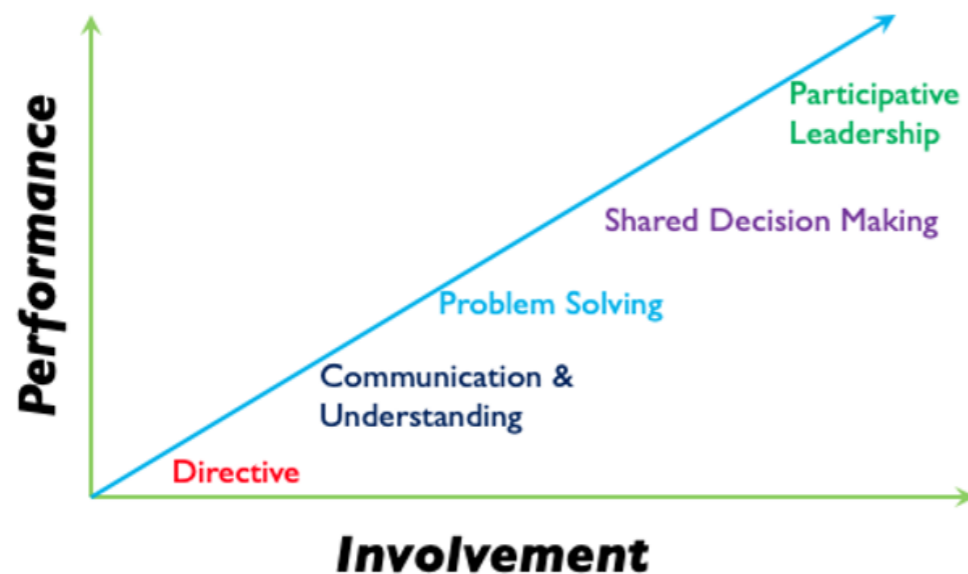 Performance
Participative
Leadership
Shared Decision Making
Problem Solving
Communication &
Understanding
Directive
Involvement